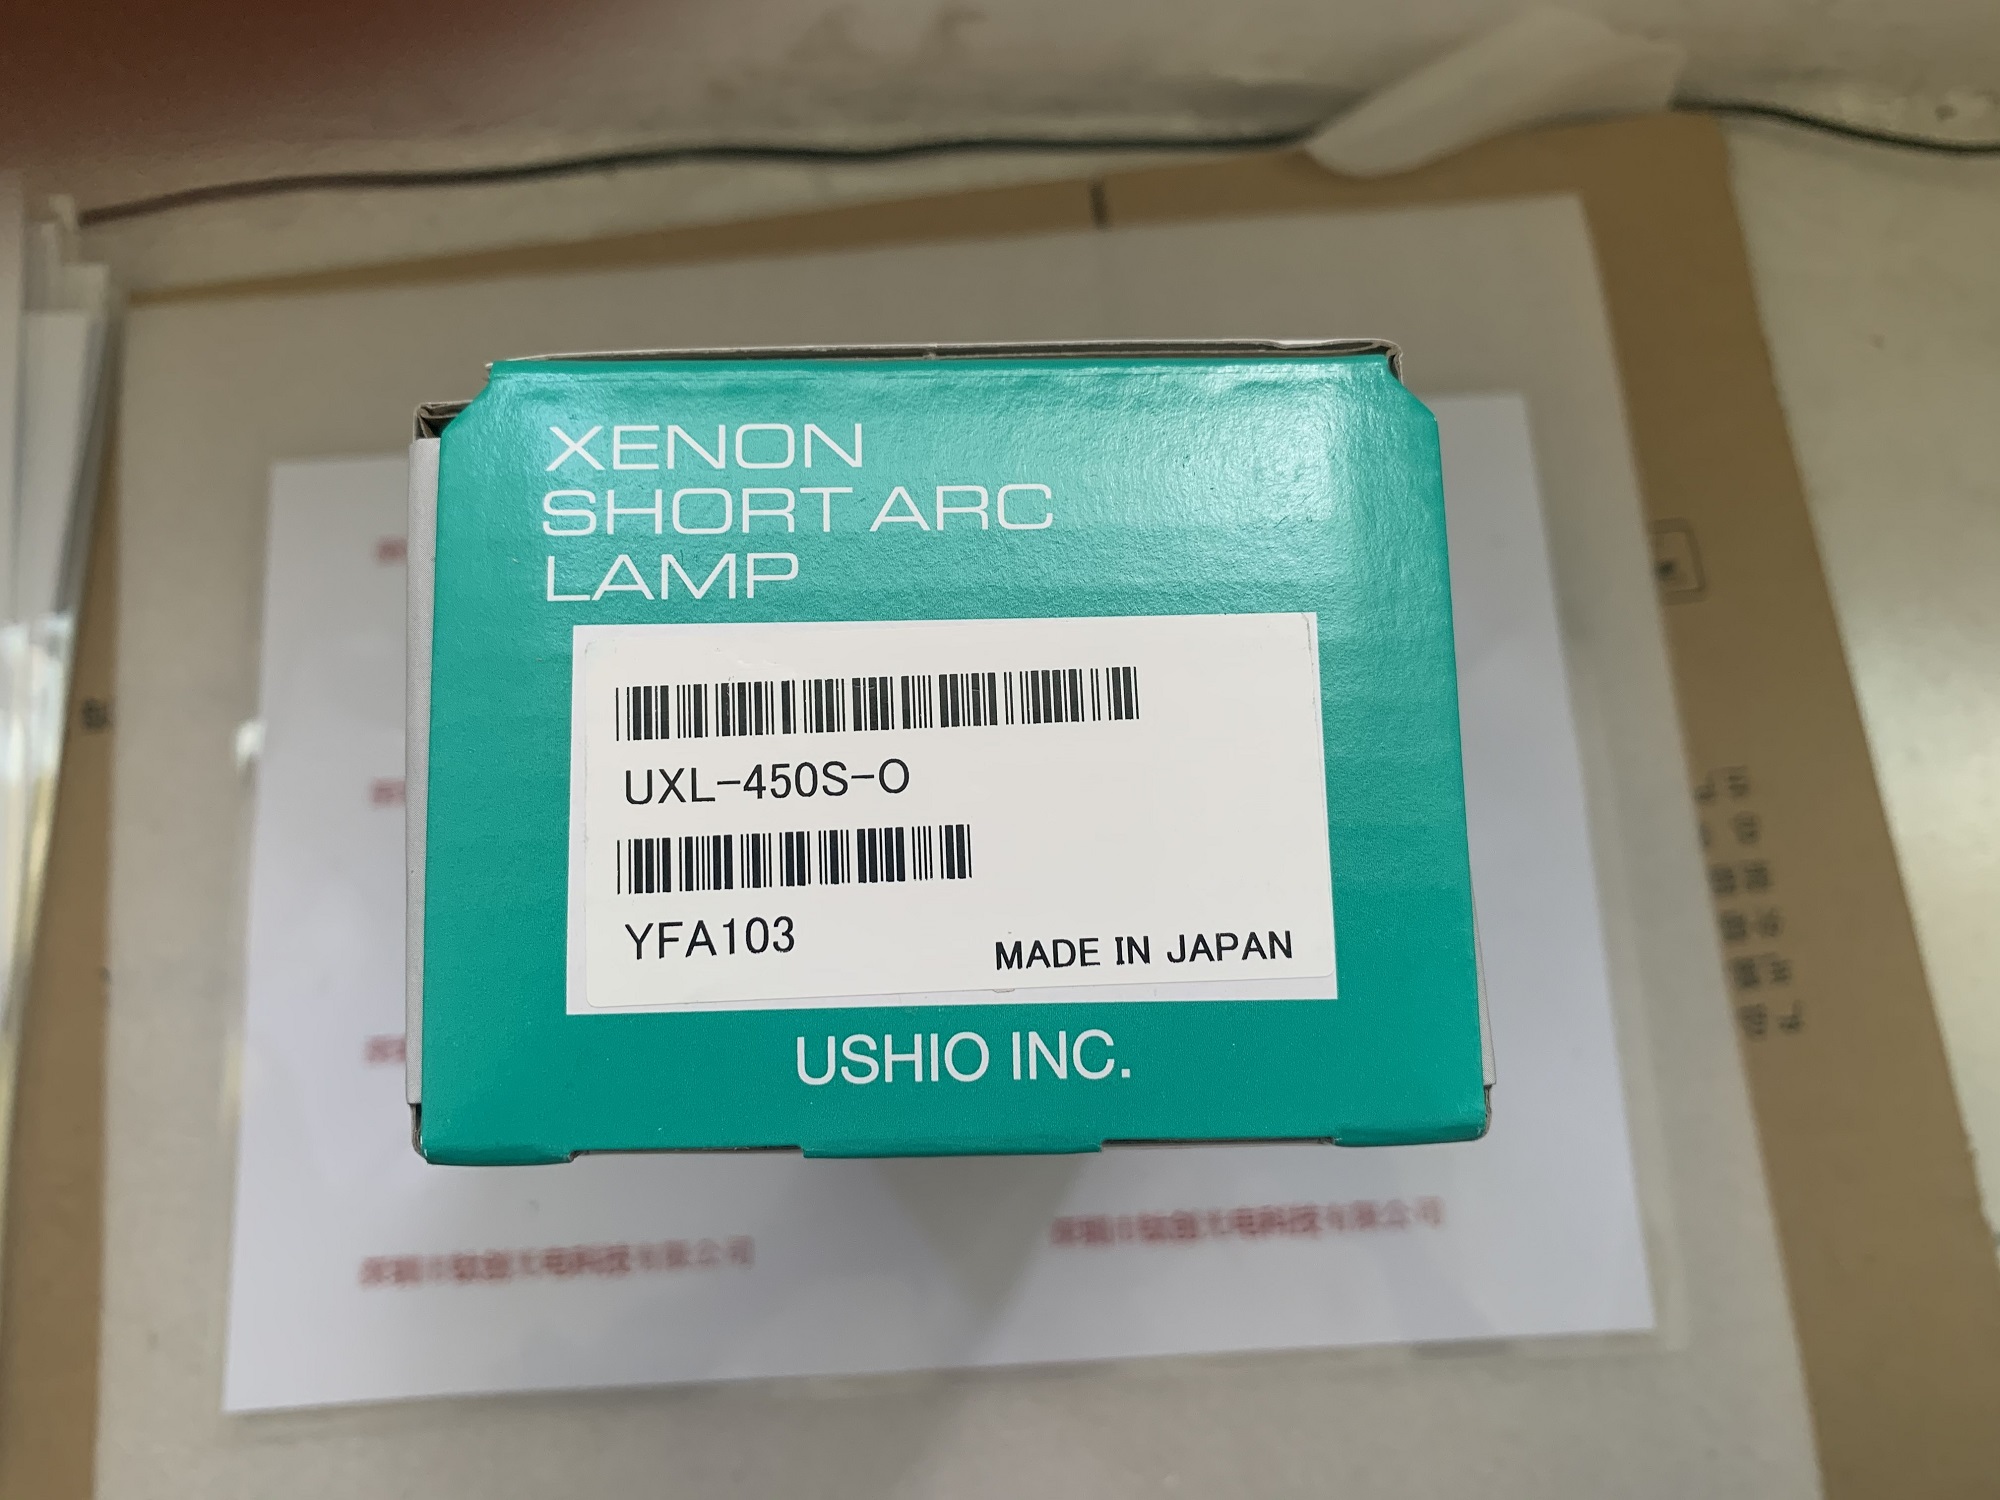 XENON
SHORT ARC
LAMP
UXL-450S-O
YFA103
MADE IN JAPAN
USHIO INC.